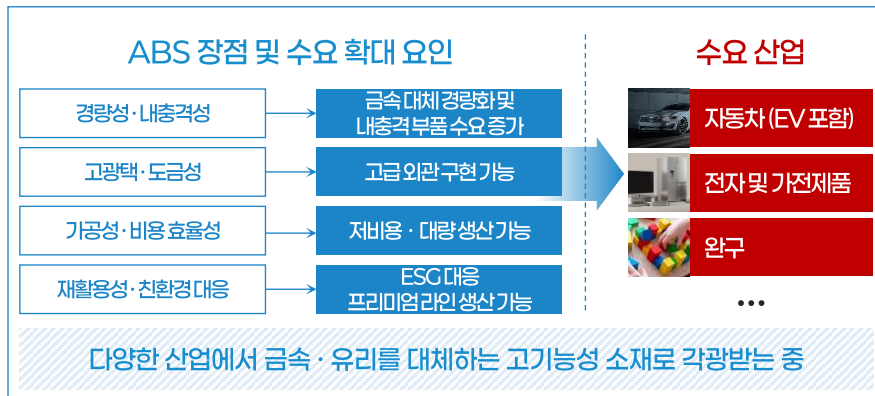 ABS 장점 및 수요 확대 요인
수요 산업
경량성·내충격성
금속 대체 경량화 및
내충격 부품 수요 증가
고광택·도금성
고급 외관 구현 가능
가공성·비용 효율성
저비용·대량 생산 가능
재활용성·친환경 대응
ESG 대응
프리미엄 라인 생산 가능
자동차 (EV 포함)
전자 및 가전제품
완구
•••
다양한 산업에서 금속·유리를 대체하는 고기능성 소재로 각광받는 중